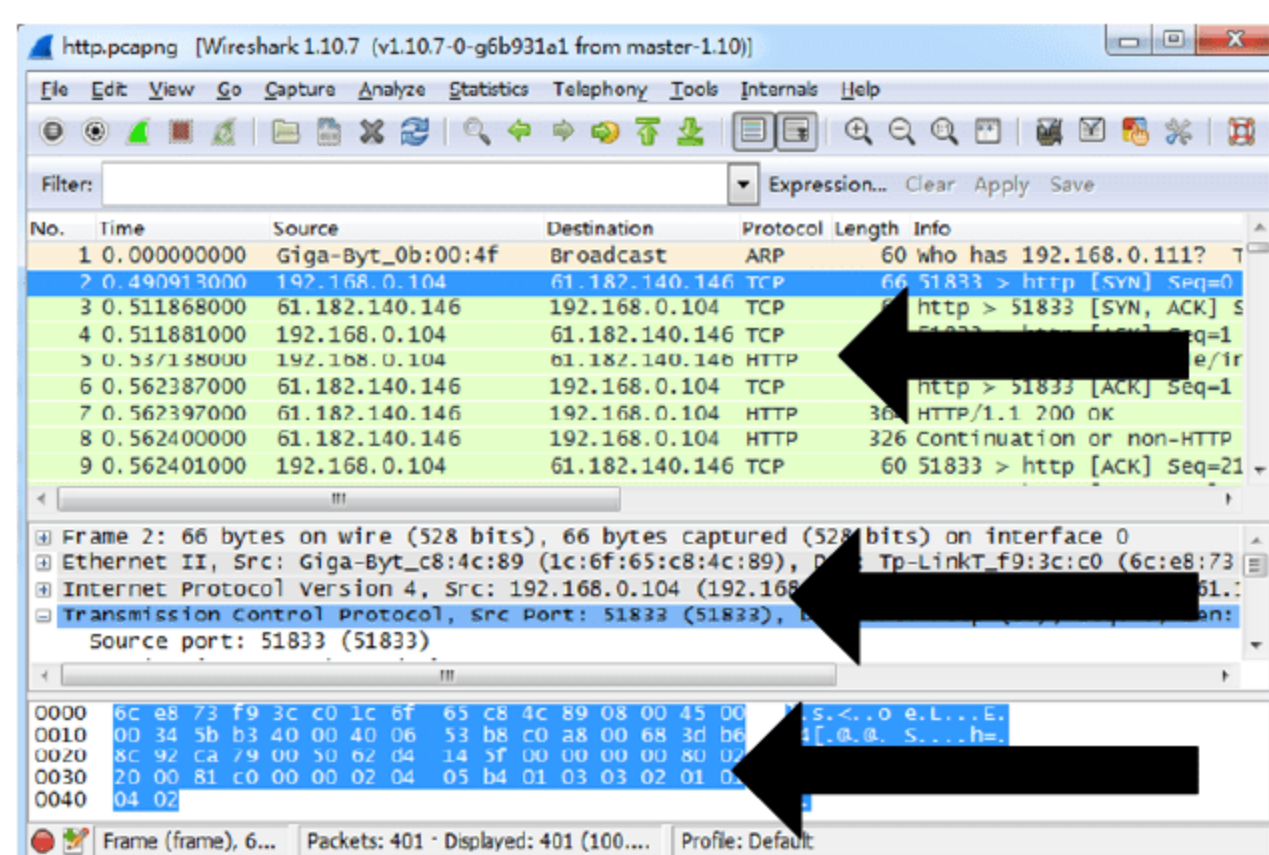 http.pcapng [Wireshark 1.10.7 (v1.10.7-0-g6b931a1 from master-1.10)]
File Edit View Go Capture Analyze Statistics Telephony Tools Internals Help
Filter: Expression... Clear Apply Save
No. Time Source Destination Protocol Length Info
1 0.000000000 Giga-Byt_0b:00:4f Broadcast ARP 60 Who has 192.168.0.111?
2 0.490913000 192.168.0.104 61.182.140.146 TCP 66 51833 > http [SYN] Seq=0
3 0.511868000 61.182.140.146 192.168.0.104 TCP http > 51833 [SYN, ACK] S
4 0.511881000 192.168.0.104 61.182.140.146 TCP
5 0.537138000 192.168.0.104 61.182.140.146 HTTP
6 0.562387000 61.182.140.146 192.168.0.104 TCP http > 51833 [ACK] Seq=1
7 0.562397000 61.182.140.146 192.168.0.104 HTTP HTTP/1.1 200 OK
8 0.562400000 61.182.140.146 192.168.0.104 HTTP 326 Continuation or non-HTTP
9 0.562401000 192.168.0.104 61.182.140.146 TCP 60 51833 > http [ACK] Seq=21
Frame 2: 66 bytes on wire (528 bits), 66 bytes captured (528 bits) on interface 0
Ethernet II, Src: Giga-Byt_c8:4c:89 (1c:6f:65:c8:4c:89), Tp-LinkT_f9:3c:c0 (6c:e8:73
Internet Protocol Version 4, Src: 192.168.0.104
Transmission Control Protocol, Src Port: 51833 (51833),
Source port: 51833 (51833)
0000 6c e8 73 f9 3c c0 1c 6f 65 c8 4c 89 08 00 45 00 .s.<..o e.L...E.
0010 00 34 5b b3 40 00 40 06 53 b8 c0 a8 00 68 3d b6 4[.@.@. S....h=.
0020 8c 92 ca 79 00 50 62 d4 14 5f 00 00 00 00 80 02
0030 20 00 81 c0 00 00 02 04 05 b4 01 03 03 02 01
0040 04 02
Frame (frame), 6... Packets: 401 · Displayed: 401 (100.... Profile: Default